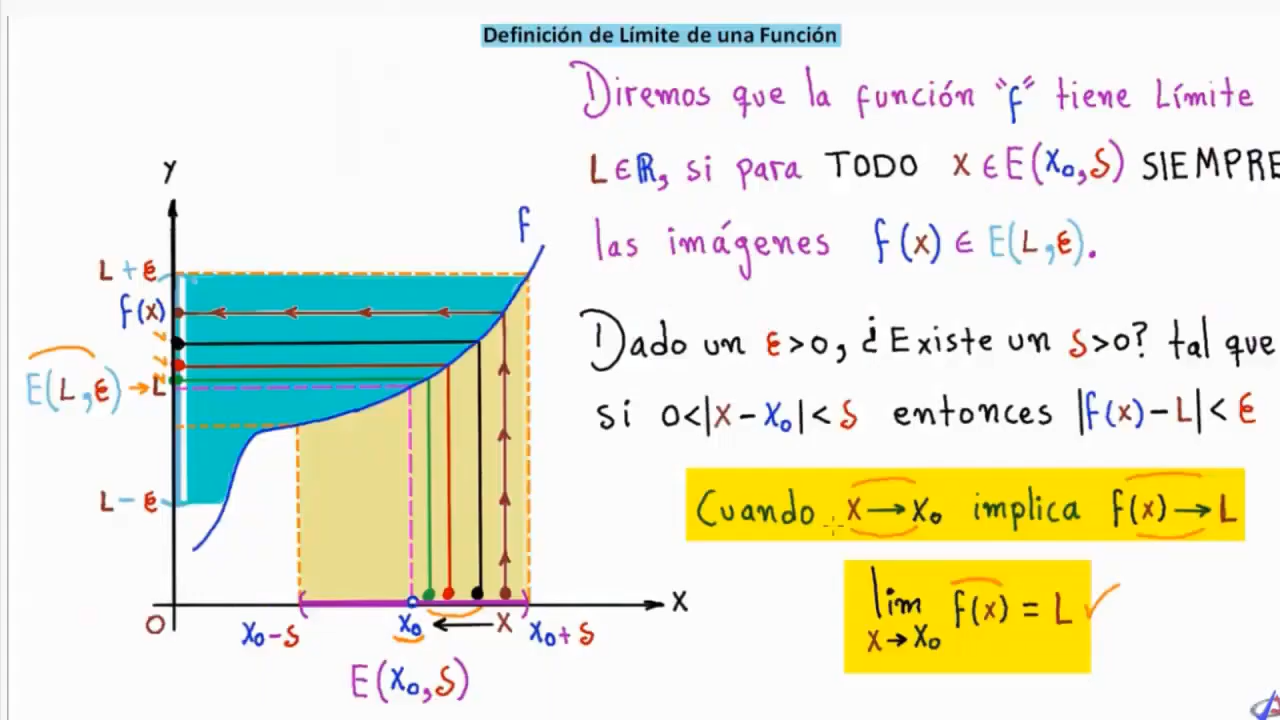 Definición de Límite de una Función
Diremos que la función "f" tiene Límite
L∈ℝ, si para TODO X∈E(X₀,S) SIEMPRE
las imágenes f(x) ∈ E(L,ϵ).
Dado un ϵ>0, ¿Existe un S>0? tal que
si 0<|X-X₀|<S entonces |f(x)-L|<ϵ
Cuando X→X₀ implica f(x)→L
lim f(x) = L
X→X₀
Y
f
L+ϵ
f(x)
E(L,ϵ)→L
L-ϵ
O
X₀-S
X₀
X
X₀+S
X
E(X₀,S)